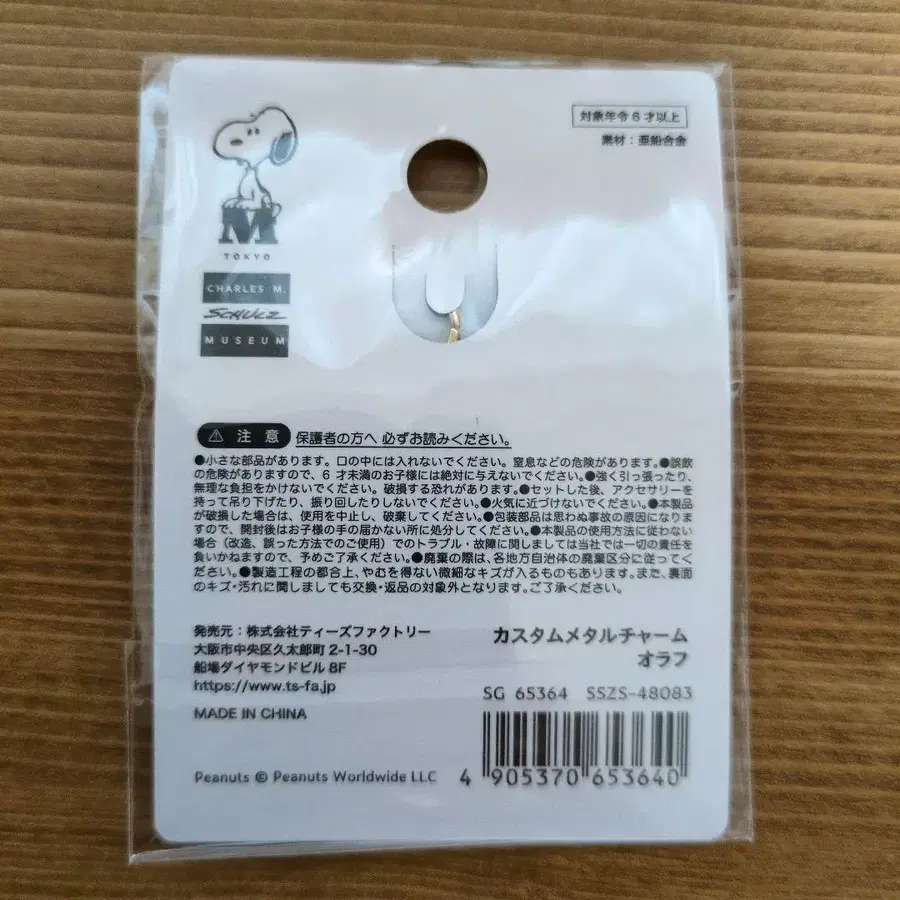 対象年令6才以上
素材：亜鉛合金
M
TOKYO
CHARLES M.
SCHULZ
MUSEUM
⚠ 注意 保護者の方へ 必ずお読みください。
●小さな部品があります。口の中には入れないでください。窒息などの危険があります。●誤飲
の危険がありますので、6才未満のお子様には絶対に与えないでください。●強く引っ張ったり、
無理な負担をかけないでください。破損する恐れがあります。●セットした後、アクセサリーを
持って吊り下げたり、振り回したりしないでください。●火気に近づけないでください。●本製品
が破損した場合は、使用を中止し、破棄してください。●包装部品は思わぬ事故の原因になりま
すので、開封後はお子様の手の届かない所に処分してください。●本製品の使用方法に従わない
場合（改造、誤った方法でのご使用）でのトラブル・故障に関しましては当社では一切の責任を
負いかねますので、予めご了承ください。●廃棄の際は、各地方自治体の廃棄区分に従ってくだ
さい。●製造工程の都合上、やむを得ない微細なキズが入るものもあります。また、裏面
のキズ・汚れに関しましても交換・返品の対象外となります。ご了承ください。
発売元：株式会社ティーズファクトリー
大阪市中央区久太郎町2-1-30
船場ダイヤモンドビル8F
https://www.ts-fa.jp
MADE IN CHINA
カスタムメタルチャーム
オラフ
SG 65364 SSZS-48083
Peanuts © Peanuts Worldwide LLC
4 905370 653640